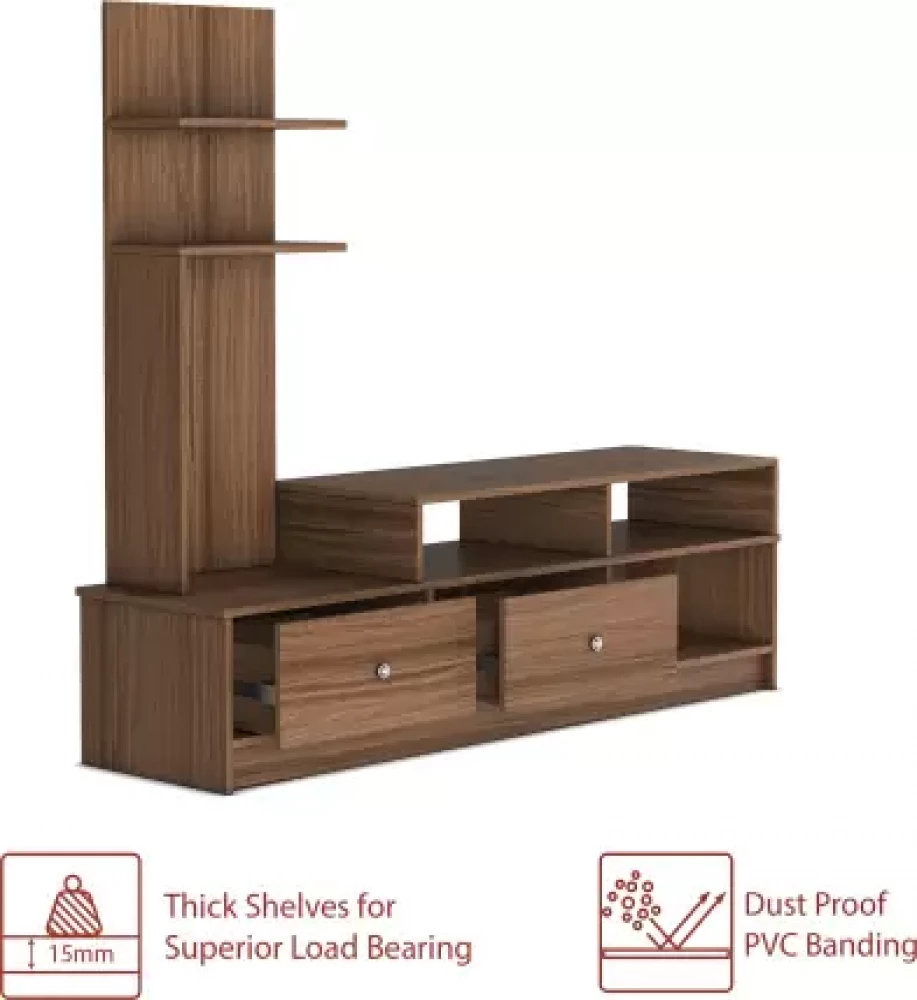 15mm
Thick Shelves for
Superior Load Bearing
Dust Proof
PVC Banding